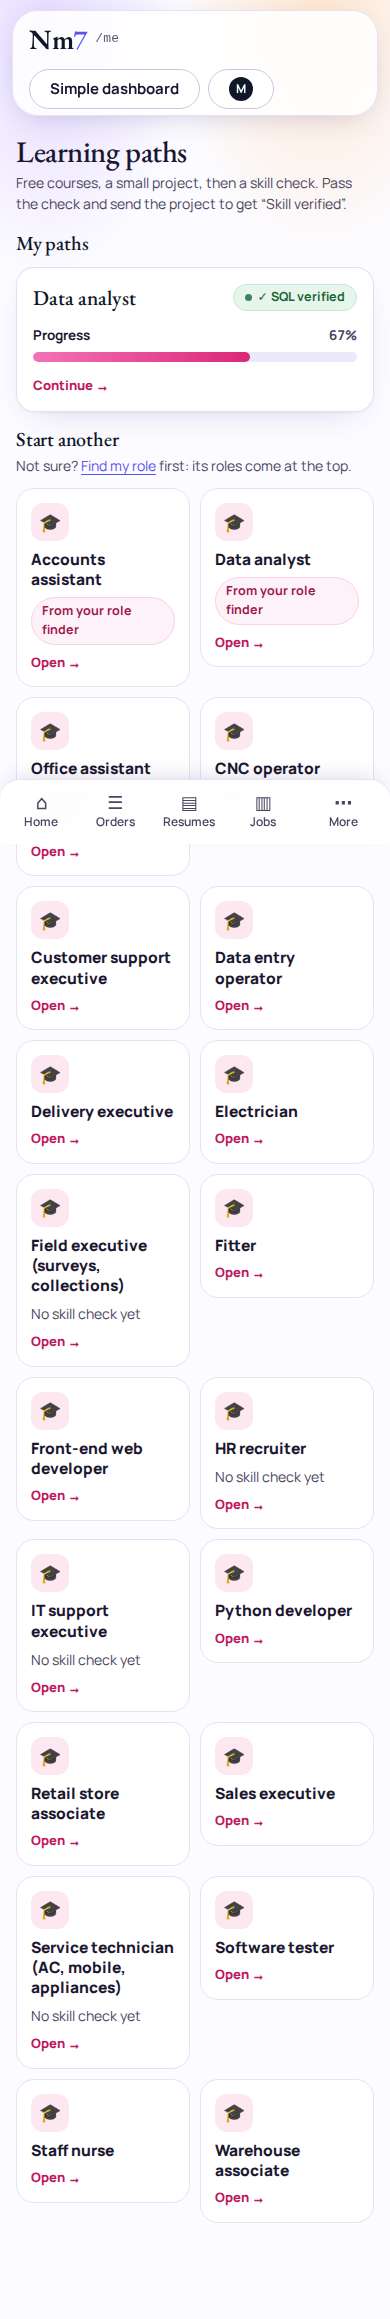 Nm7 /me
Simple dashboard
M
Learning paths
Free courses, a small project, then a skill check. Pass
the check and send the project to get “Skill verified”.
My paths
Data analyst
✓ SQL verified
Progress 67%
Continue →
Start another
Not sure? Find my role first: its roles come at the top.
Accounts
assistant
From your role
finder
Open →
Data analyst
From your role
finder
Open →
Office assistant
Open →
CNC operator
Home
Orders
Resumes
Jobs
More
Customer support
executive
Open →
Data entry
operator
Open →
Delivery executive
Open →
Electrician
Open →
Field executive
(surveys,
collections)
No skill check yet
Open →
Fitter
Open →
Front-end web
developer
Open →
HR recruiter
No skill check yet
Open →
IT support
executive
No skill check yet
Open →
Python developer
Open →
Retail store
associate
Open →
Sales executive
Open →
Service technician
(AC, mobile,
appliances)
No skill check yet
Open →
Software tester
Open →
Staff nurse
Open →
Warehouse
associate
Open →